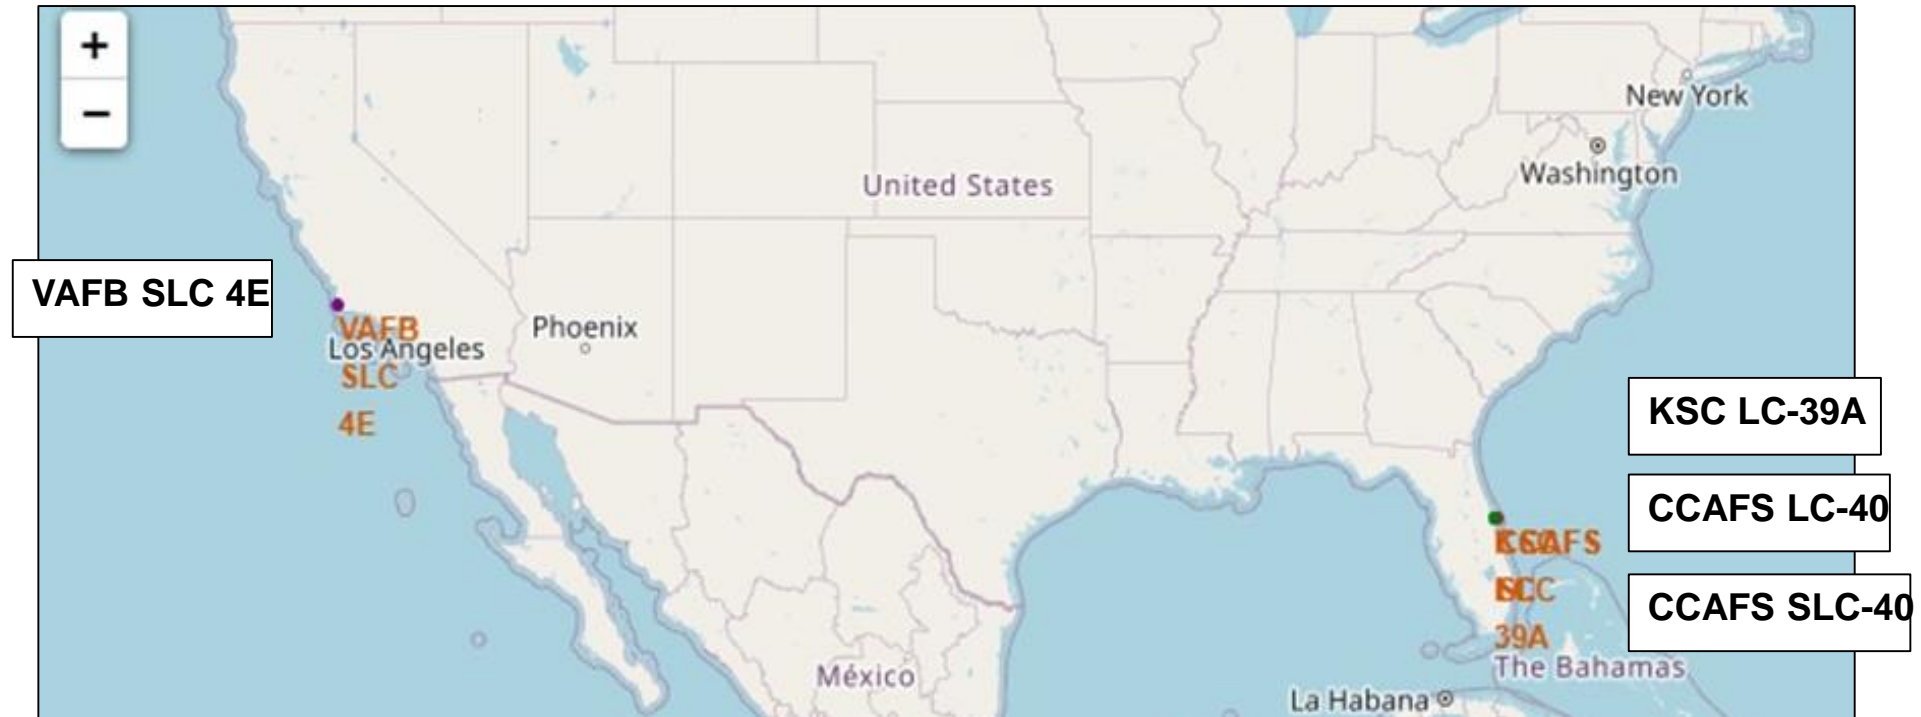 +
−
New York
Washington
United States
VAFB SLC 4E
VAFB
Los Angeles
SLC
4E
Phoenix
KSC LC-39A
CCAFS LC-40
CCAFS SLC-40
39A
The Bahamas
México
La Habana